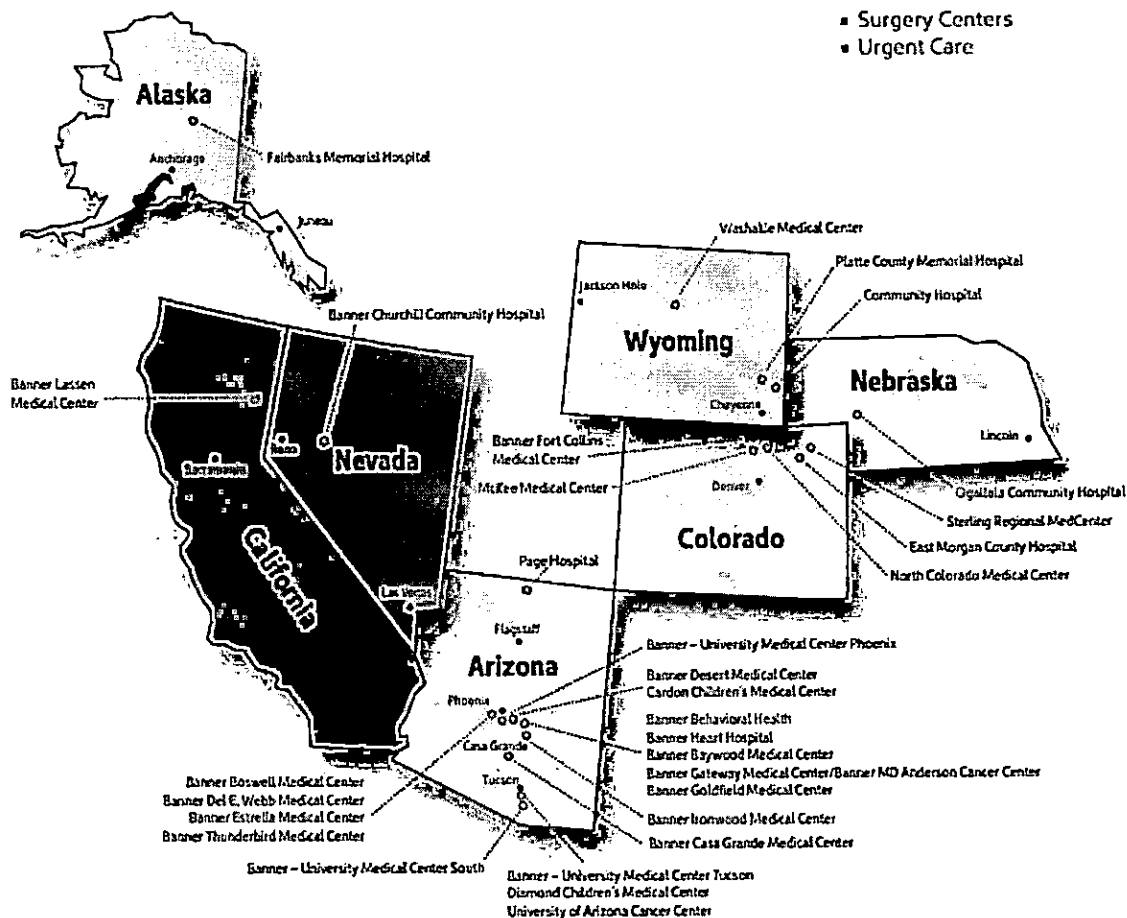 ▪ Surgery Centers
▪ Urgent Care
Alaska
Fairbanks Memorial Hospital
Anchorage
Juneau
Washakie Medical Center
Platte County Memorial Hospital
Jackson Hole
Community Hospital
Banner Churchill Community Hospital
Wyoming
Banner Lassen
Medical Center
Nebraska
Cheyenne
Lincoln
Banner Fort Collins
Medical Center
Reno
Nevada
Sacramento
McKee Medical Center
Denver
Ogallala Community Hospital
Sterling Regional MedCenter
Colorado
East Morgan County Hospital
North Colorado Medical Center
California
Page Hospital
Las Vegas
Flagstaff
Banner – University Medical Center Phoenix
Arizona
Banner Desert Medical Center
Cardon Children's Medical Center
Phoenix
Banner Behavioral Health
Banner Heart Hospital
Casa Grande
Banner Baywood Medical Center
Banner Gateway Medical Center/Banner MD Anderson Cancer Center
Banner Goldfield Medical Center
Tucson
Banner Boswell Medical Center
Banner Del E. Webb Medical Center
Banner Estrella Medical Center
Banner Thunderbird Medical Center
Banner Ironwood Medical Center
Banner Casa Grande Medical Center
Banner – University Medical Center South
Banner – University Medical Center Tucson
Diamond Children's Medical Center
University of Arizona Cancer Center